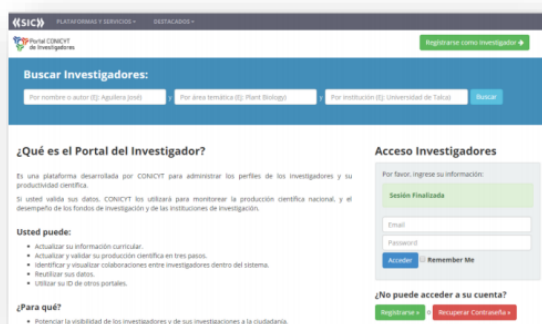 ((SIC)) PLATAFORMAS Y SERVICIOS DESTACADOS
Portal CONICYT
de Investigadores
Registrarse como Investigador
Buscar Investigadores:
Por nombre o autor (Ej: Aguilera José) y Por área temática (Ej: Plant Biology) y Por institución (Ej: Universidad de Talca) Buscar
¿Qué es el Portal del Investigador?
Es una plataforma desarrollada por CONICYT para administrar los perfiles de los investigadores y su
productividad científica.
Si usted valida sus datos, CONICYT los utilizará para monitorear la producción científica nacional, y el
desempeño de los fondos de investigación y de las instituciones de investigación.
Usted puede:
• Actualizar su información curricular.
• Actualizar y validar su producción científica en tres pasos.
• Identificar y visualizar colaboraciones entre investigadores dentro del sistema.
• Reutilizar sus datos.
• Utilizar su ID de otros portales.
¿Para qué?
• Potenciar la visibilidad de los investigadores y de sus investigaciones a la ciudadanía.
Acceso Investigadores
Por favor, ingrese su información:
Sesión Finalizada
Email
Password
Acceder Remember Me
¿No puede acceder a su cuenta?
Registrarse » o Recuperar Contraseña »